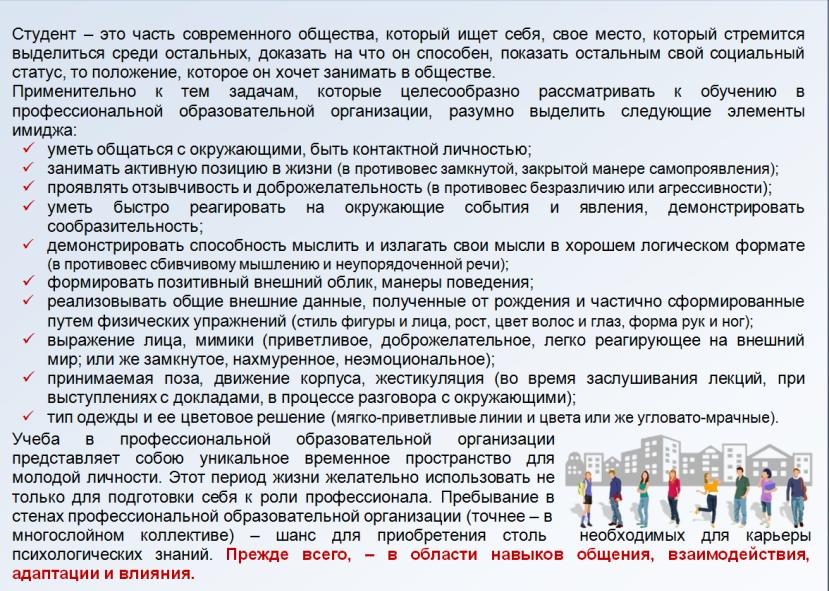 Студент – это часть современного общества, который ищет себя, свое место, который стремится
выделиться среди остальных, доказать на что он способен, показать остальным свой социальный
статус, то положение, которое он хочет занимать в обществе.
Применительно к тем задачам, которые целесообразно рассматривать к обучению в
профессиональной образовательной организации, разумно выделить следующие элементы
имиджа:
✓ уметь общаться с окружающими, быть контактной личностью;
✓ занимать активную позицию в жизни (в противовес замкнутой, закрытой манере самопроявления);
✓ проявлять отзывчивость и доброжелательность (в противовес безразличию или агрессивности);
✓ уметь быстро реагировать на окружающие события и явления, демонстрировать
сообразительность;
✓ демонстрировать способность мыслить и излагать свои мысли в хорошем логическом формате
(в противовес сбивчивому мышлению и неупорядоченной речи);
✓ формировать позитивный внешний облик, манеры поведения;
✓ реализовывать общие внешние данные, полученные от рождения и частично сформированные
путем физических упражнений (стиль фигуры и лица, рост, цвет волос и глаз, форма рук и ног);
✓ выражение лица, мимики (приветливое, доброжелательное, легко реагирующее на внешний
мир; или же замкнутое, нахмуренное, неэмоциональное);
✓ принимаемая поза, движение корпуса, жестикуляция (во время заслушивания лекций, при
выступлениях с докладами, в процессе разговора с окружающими);
✓ тип одежды и ее цветовое решение (мягко-приветливые линии и цвета или же угловато-мрачные).
Учеба в профессиональной образовательной организации
представляет собою уникальное временное пространство для
молодой личности. Этот период жизни желательно использовать не
только для подготовки себя к роли профессионала. Пребывание в
стенах профессиональной образовательной организации (точнее – в
многослойном коллективе) – шанс для приобретения столь необходимых для карьеры
психологических знаний. Прежде всего, – в области навыков общения, взаимодействия,
адаптации и влияния.